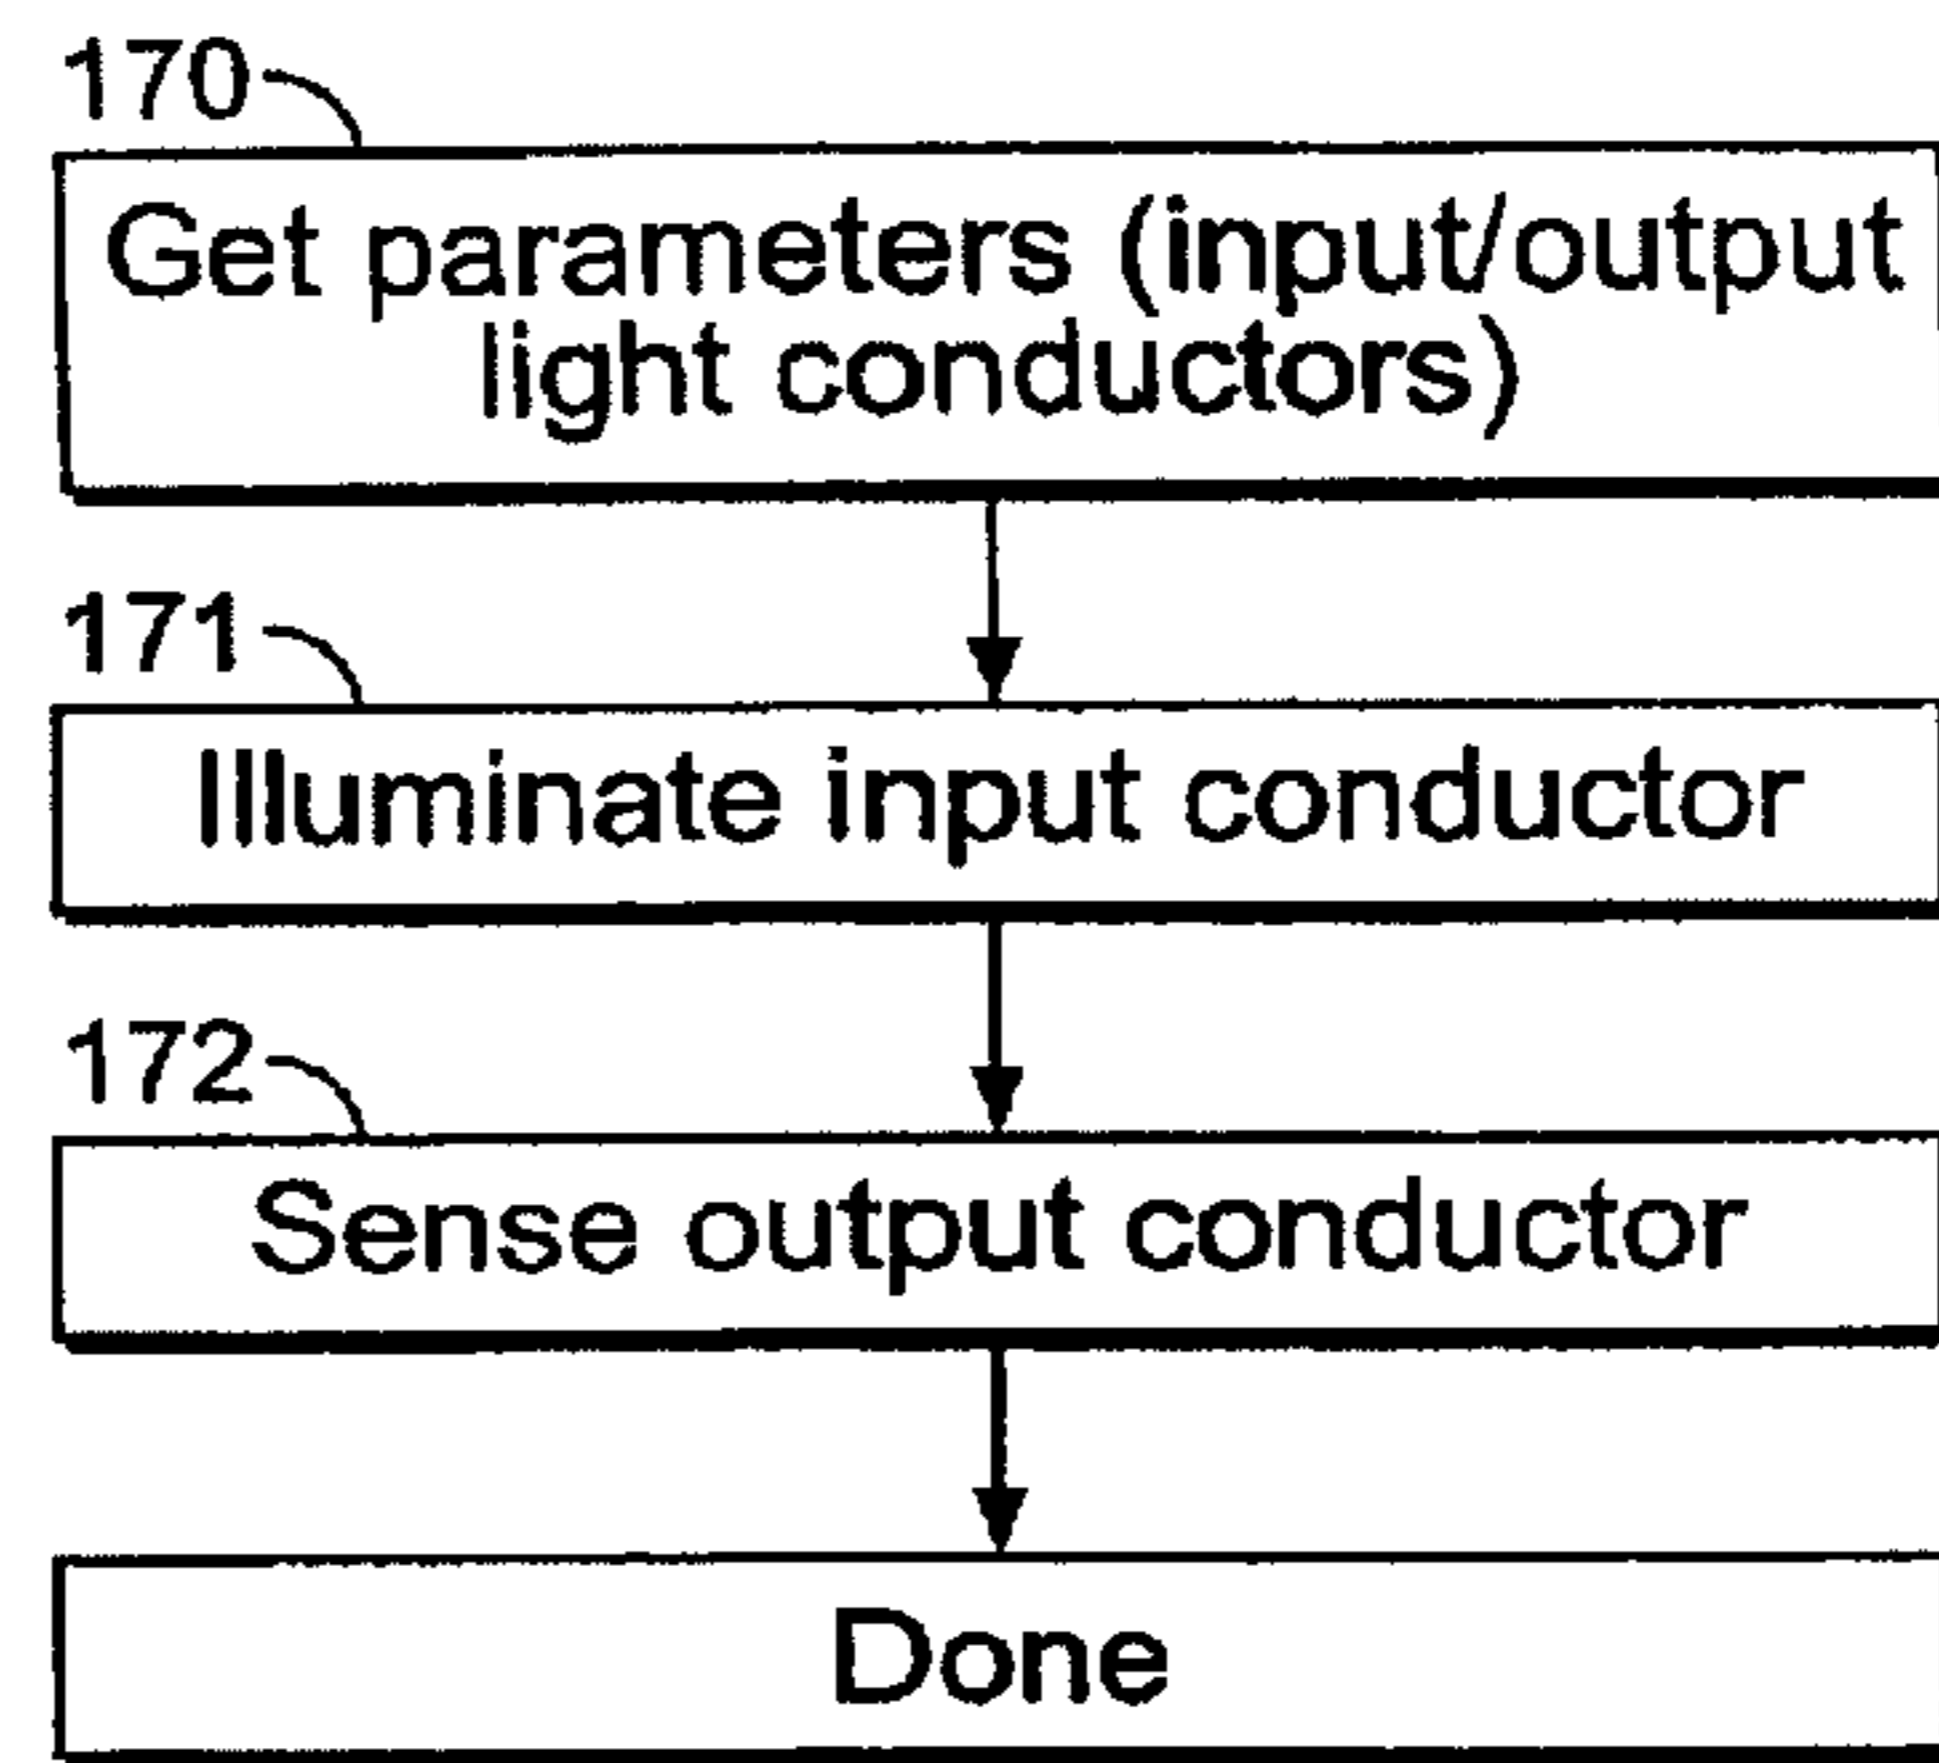 170
Get parameters (input/output
light conductors)
171
Illuminate input conductor
172
Sense output conductor
Done